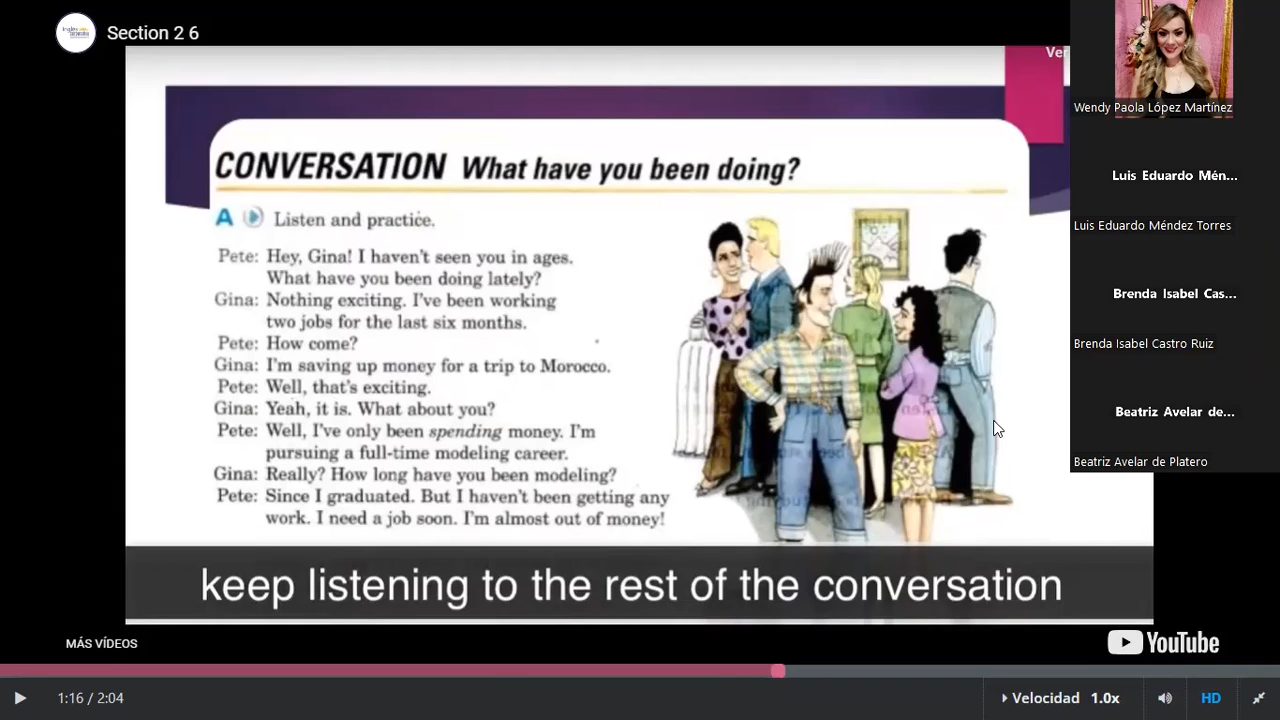 Section 2 6
Ver
Wendy Paola López Martínez
CONVERSATION What have you been doing?
A Listen and practice.
Pete: Hey, Gina! I haven't seen you in ages.
What have you been doing lately?
Gina: Nothing exciting. I've been working
two jobs for the last six months.
Pete: How come?
Gina: I'm saving up money for a trip to Morocco.
Pete: Well, that's exciting.
Gina: Yeah, it is. What about you?
Pete: Well, I've only been spending money. I'm
pursuing a full-time modeling career.
Gina: Really? How long have you been modeling?
Pete: Since I graduated. But I haven't been getting any
work. I need a job soon. I'm almost out of money!
Luis Eduardo Mén...
Luis Eduardo Méndez Torres
Brenda Isabel Cas...
Brenda Isabel Castro Ruiz
Beatriz Avelar de...
Beatriz Avelar de Platero
keep listening to the rest of the conversation
MÁS VÍDEOS
YouTube
1:16 / 2:04
Velocidad 1.0x
HD